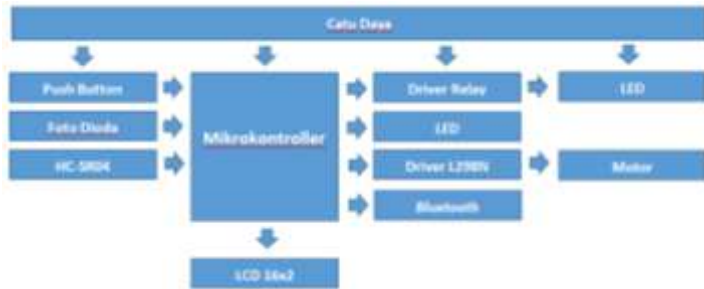 Catu Daya
Push Button
Driver Relay
LED
Foto Dioda
Mikrokontroller
LED
HC-SR04
Driver L298N
Motor
Bluetooth
LCD 16x2